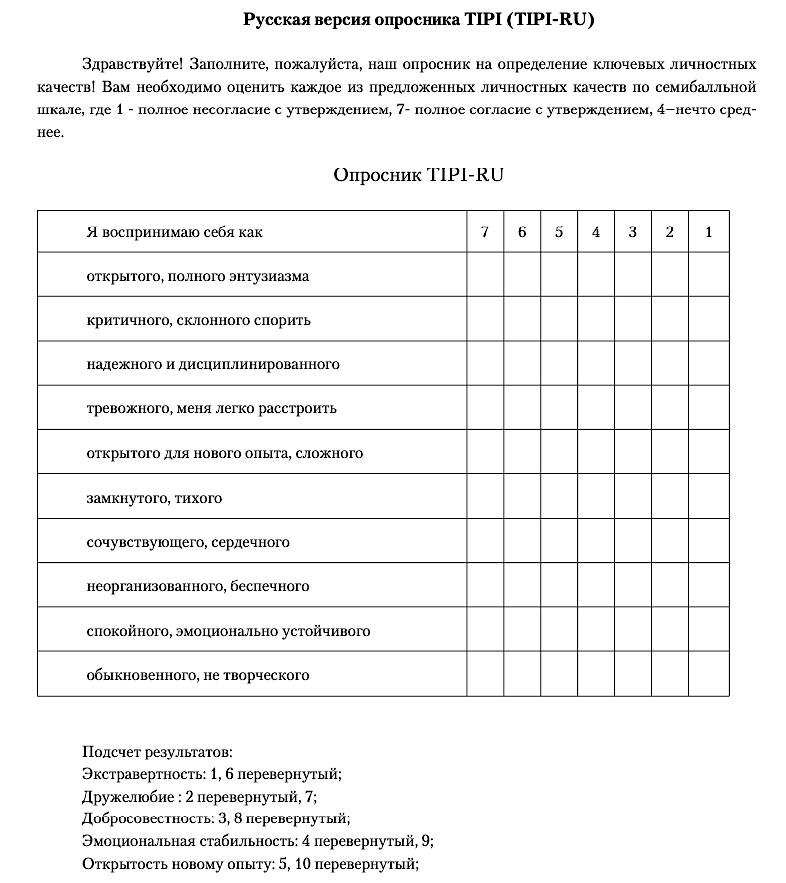 Русская версия опросника TIPI (TIPI-RU)
Здравствуйте! Заполните, пожалуйста, наш опросник на определение ключевых личностных
качеств! Вам необходимо оценить каждое из предложенных личностных качеств по семибалльной
шкале, где 1 - полное несогласие с утверждением, 7- полное согласие с утверждением, 4–нечто сред-
нее.
Опросник TIPI-RU
Я воспринимаю себя как 7 6 5 4 3 2 1
открытого, полного энтузиазма
критичного, склонного спорить
надежного и дисциплинированного
тревожного, меня легко расстроить
открытого для нового опыта, сложного
замкнутого, тихого
сочувствующего, сердечного
неорганизованного, беспечного
спокойного, эмоционально устойчивого
обыкновенного, не творческого
Подсчет результатов:
Экстравертность: 1, 6 перевернутый;
Дружелюбие : 2 перевернутый, 7;
Добросовестность: 3, 8 перевернутый;
Эмоциональная стабильность: 4 перевернутый, 9;
Открытость новому опыту: 5, 10 перевернутый;